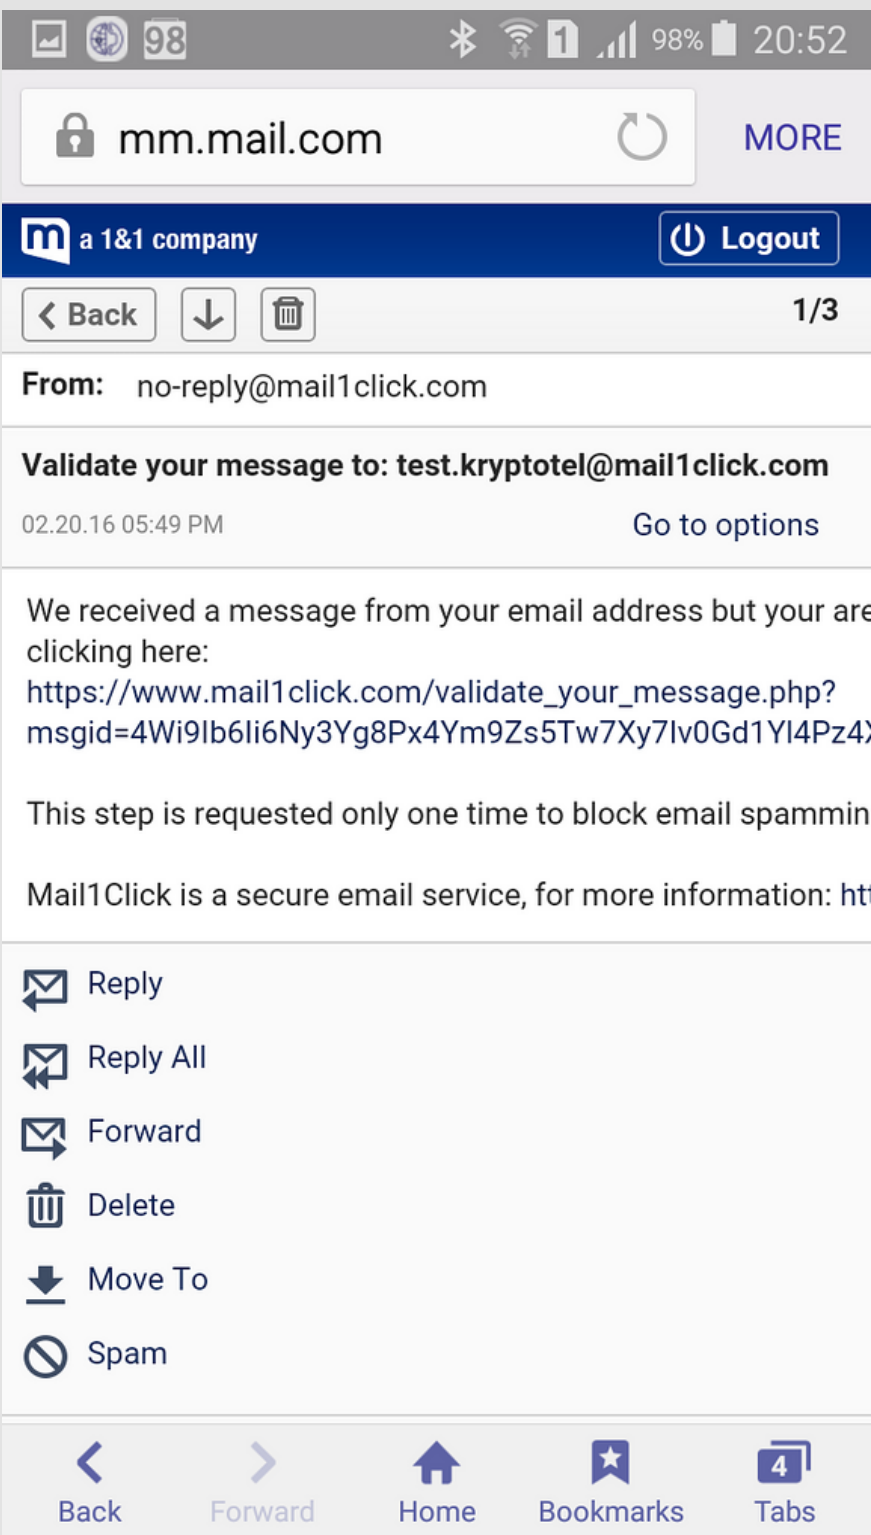 98 1 98% 20:52
mm.mail.com MORE
m a 1&1 company Logout
Back 1/3
From: no-reply@mail1click.com
Validate your message to: test.kryptotel@mail1click.com
02.20.16 05:49 PM Go to options
We received a message from your email address but your are
clicking here:
https://www.mail1click.com/validate_your_message.php?
msgid=4Wi9Ib6Ii6Ny3Yg8Px4Ym9Zs5Tw7Xy7Iv0Gd1Yl4Pz4X
This step is requested only one time to block email spammin
Mail1Click is a secure email service, for more information: htt
Reply
Reply All
Forward
Delete
Move To
Spam
Back Forward Home Bookmarks 4 Tabs